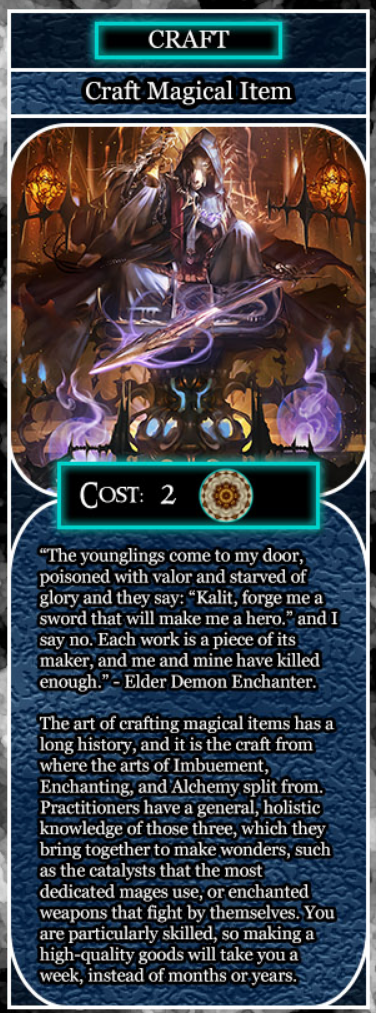 CRAFT
Craft Magical Item
Cost: 2
“The younglings come to my door,
poisoned with valor and starved of
glory and they say: “Kalit, forge me a
sword that will make me a hero.” and I
say no. Each work is a piece of its
maker, and me and mine have killed
enough.” - Elder Demon Enchanter.
The art of crafting magical items has a
long history, and it is the craft from
where the arts of Imbuement,
Enchanting, and Alchemy split from.
Practitioners have a general, holistic
knowledge of those three, which they
bring together to make wonders, such
as the catalysts that the most
dedicated mages use, or enchanted
weapons that fight by themselves. You
are particularly skilled, so making a
high-quality goods will take you a
week, instead of months or years.